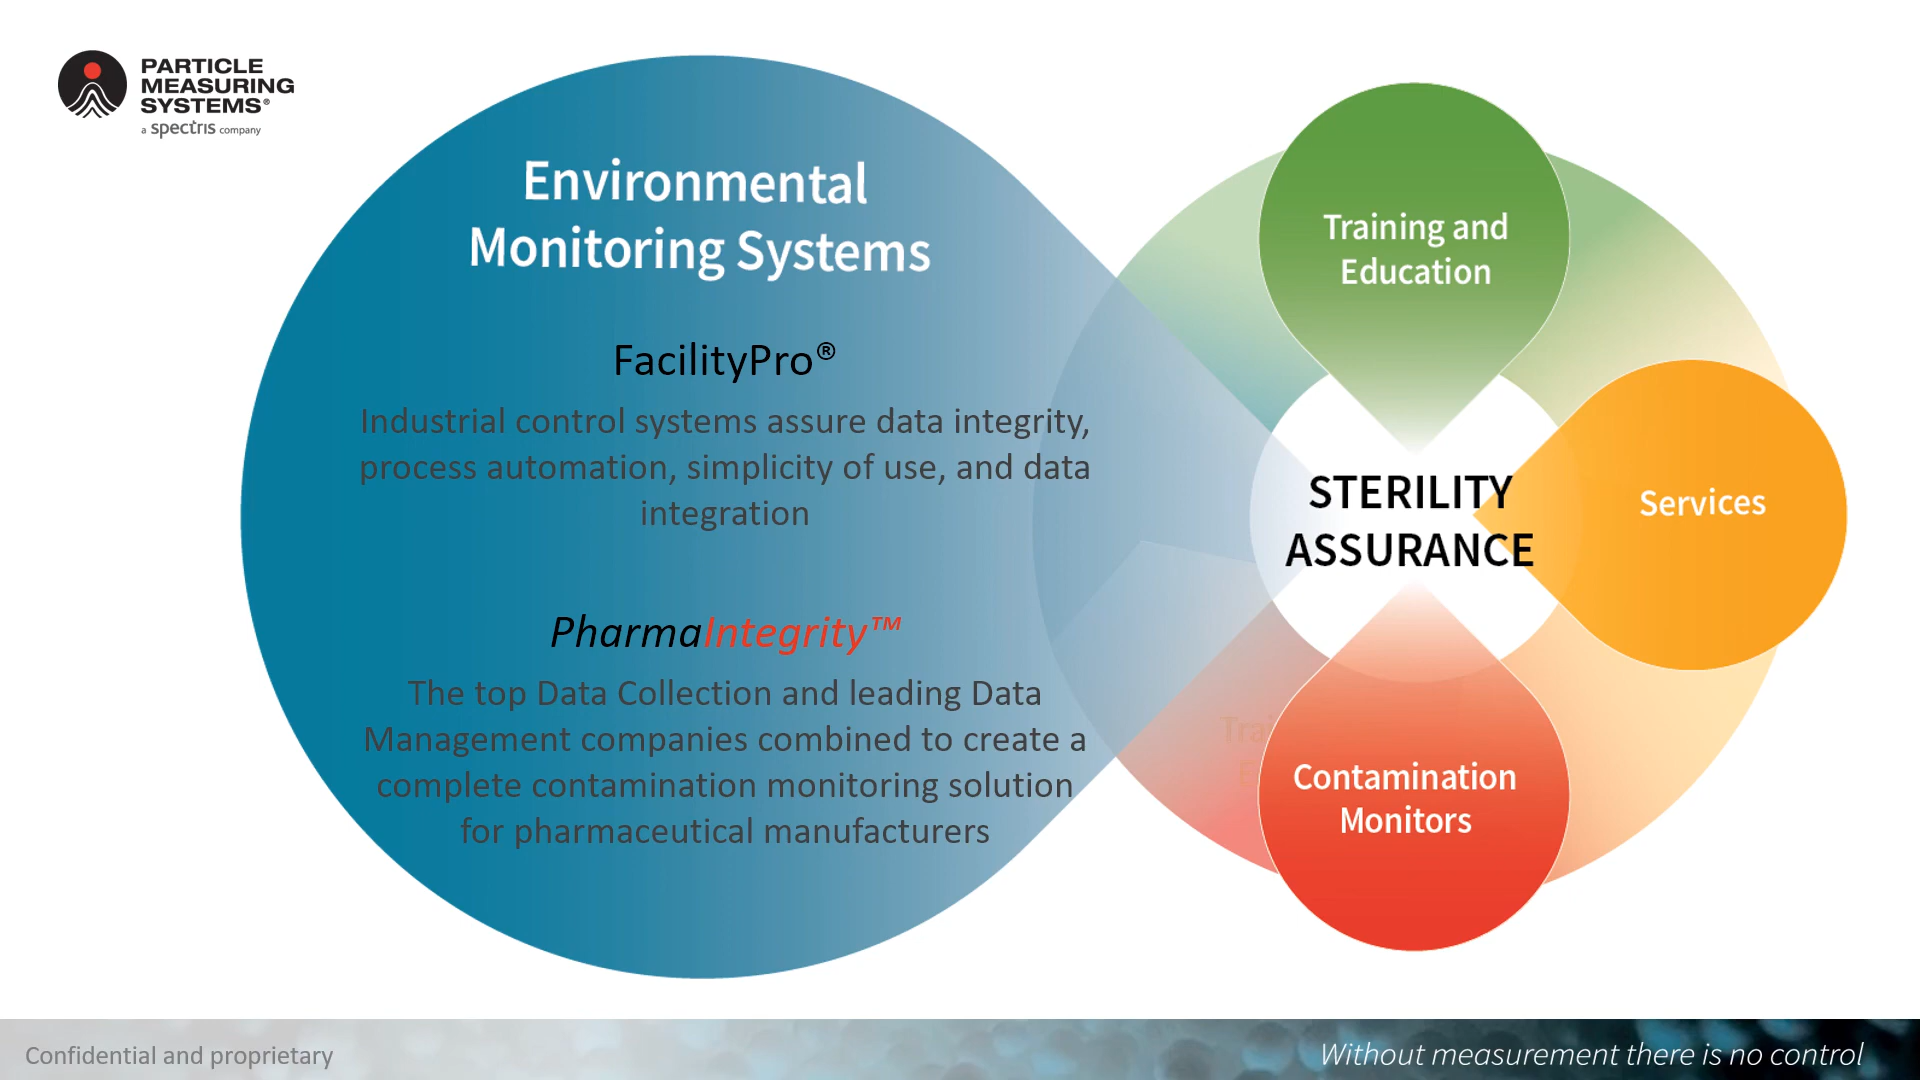 PARTICLE
MEASURING
SYSTEMS®
a spectris company
Environmental
Monitoring Systems
FacilityPro®
Industrial control systems assure data integrity,
process automation, simplicity of use, and data
integration
PharmaIntegrity™
The top Data Collection and leading Data
Management companies combined to create a
complete contamination monitoring solution
for pharmaceutical manufacturers
Training and
Education
STERILITY
ASSURANCE
Services
Contamination
Monitors
Confidential and proprietary
Without measurement there is no control